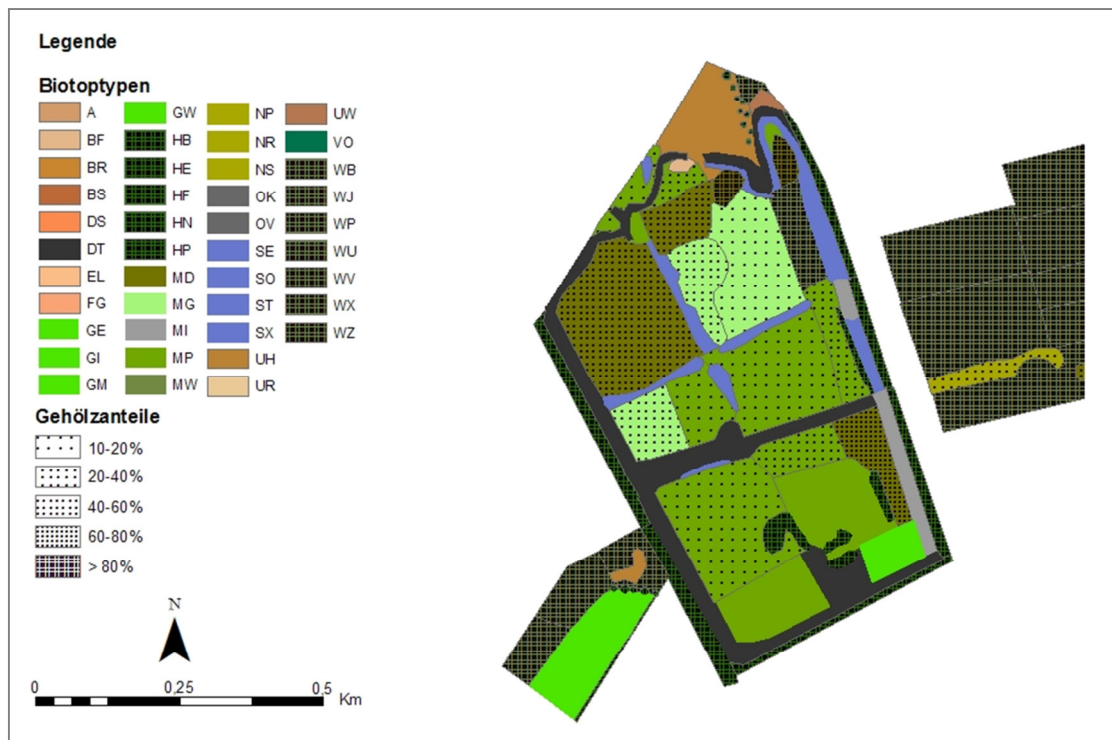 Legende
Biotoptypen
A GW NP UW
BF HB NR VO
BR HE NS WB
BS HF OK WJ
DS HN OV WP
DT HP SE WU
EL MD SO WV
FG MG ST WX
GE MI SX WZ
GI MP UH
GM MW UR
Gehölzanteile
10-20%
20-40%
40-60%
60-80%
> 80%
N
0 0,25 0,5
Km